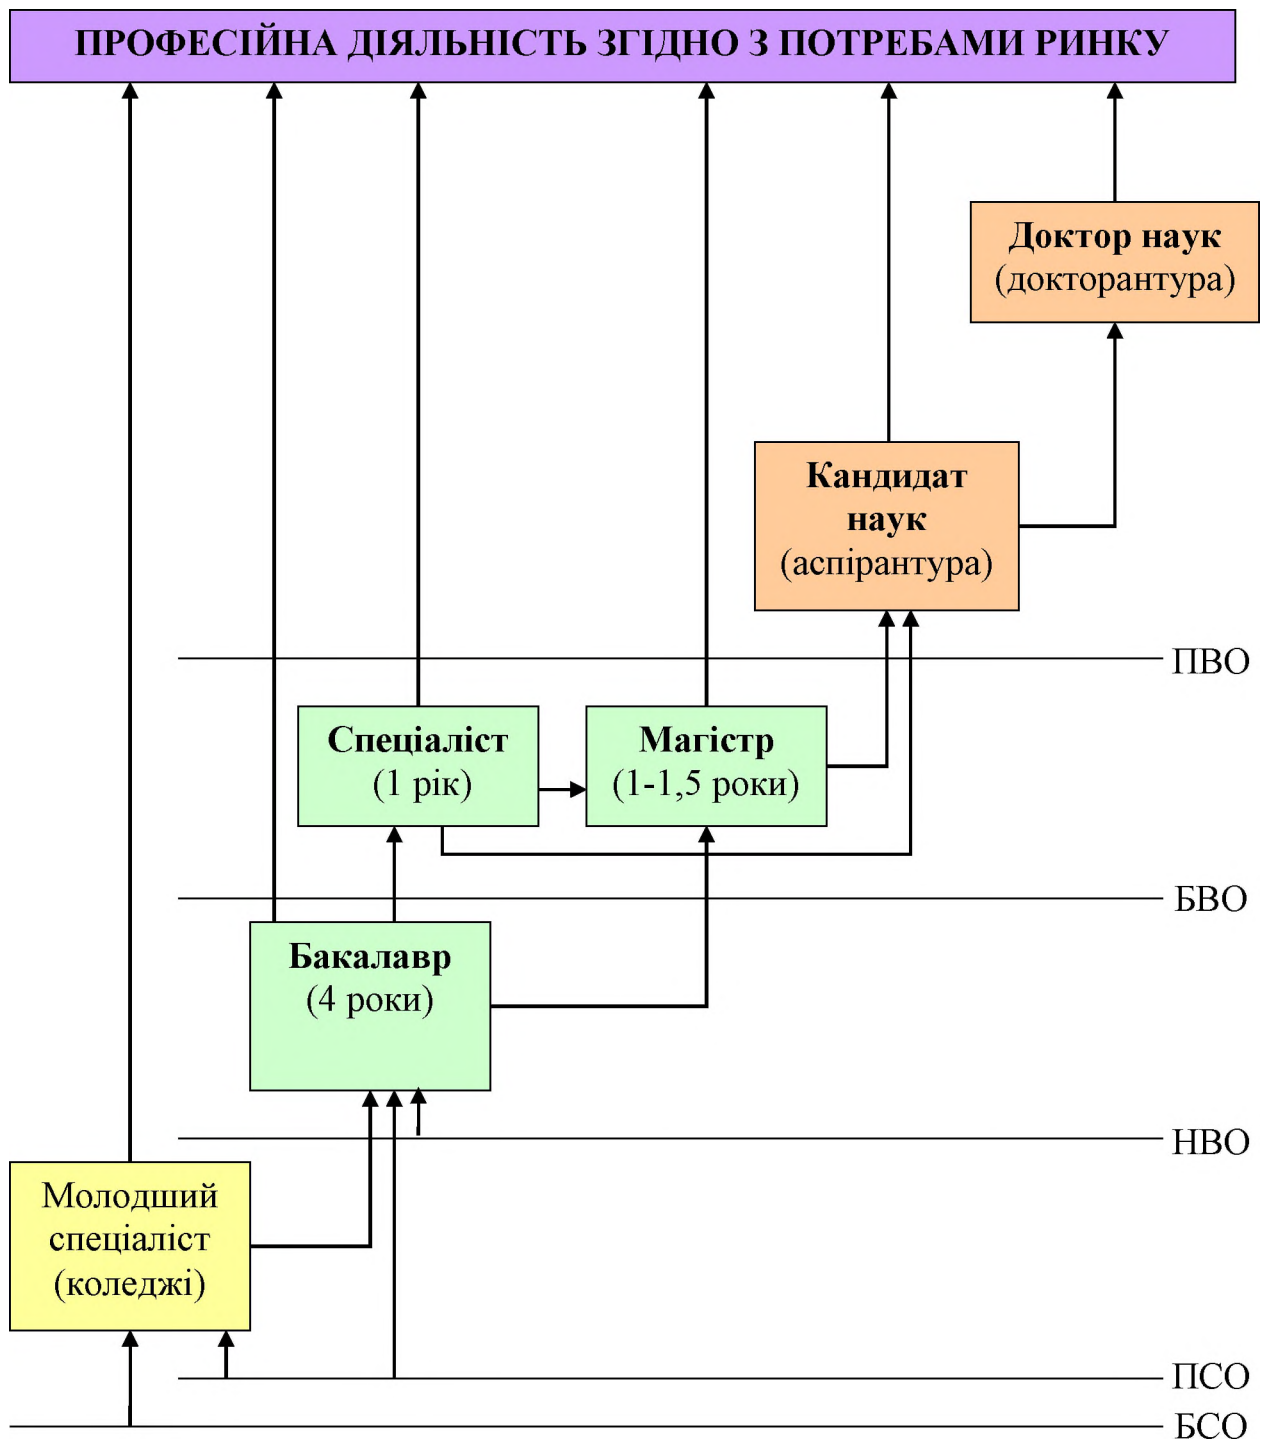 ПРОФЕСІЙНА ДІЯЛЬНІСТЬ ЗГІДНО З ПОТРЕБАМИ РИНКУ
Доктор наук
(докторантура)
Кандидат
наук
(аспірантура)
ПВО
Спеціаліст
(1 рік)
Магістр
(1-1,5 роки)
БВО
Бакалавр
(4 роки)
НВО
Молодший
спеціаліст
(коледжі)
ПСО
БСО